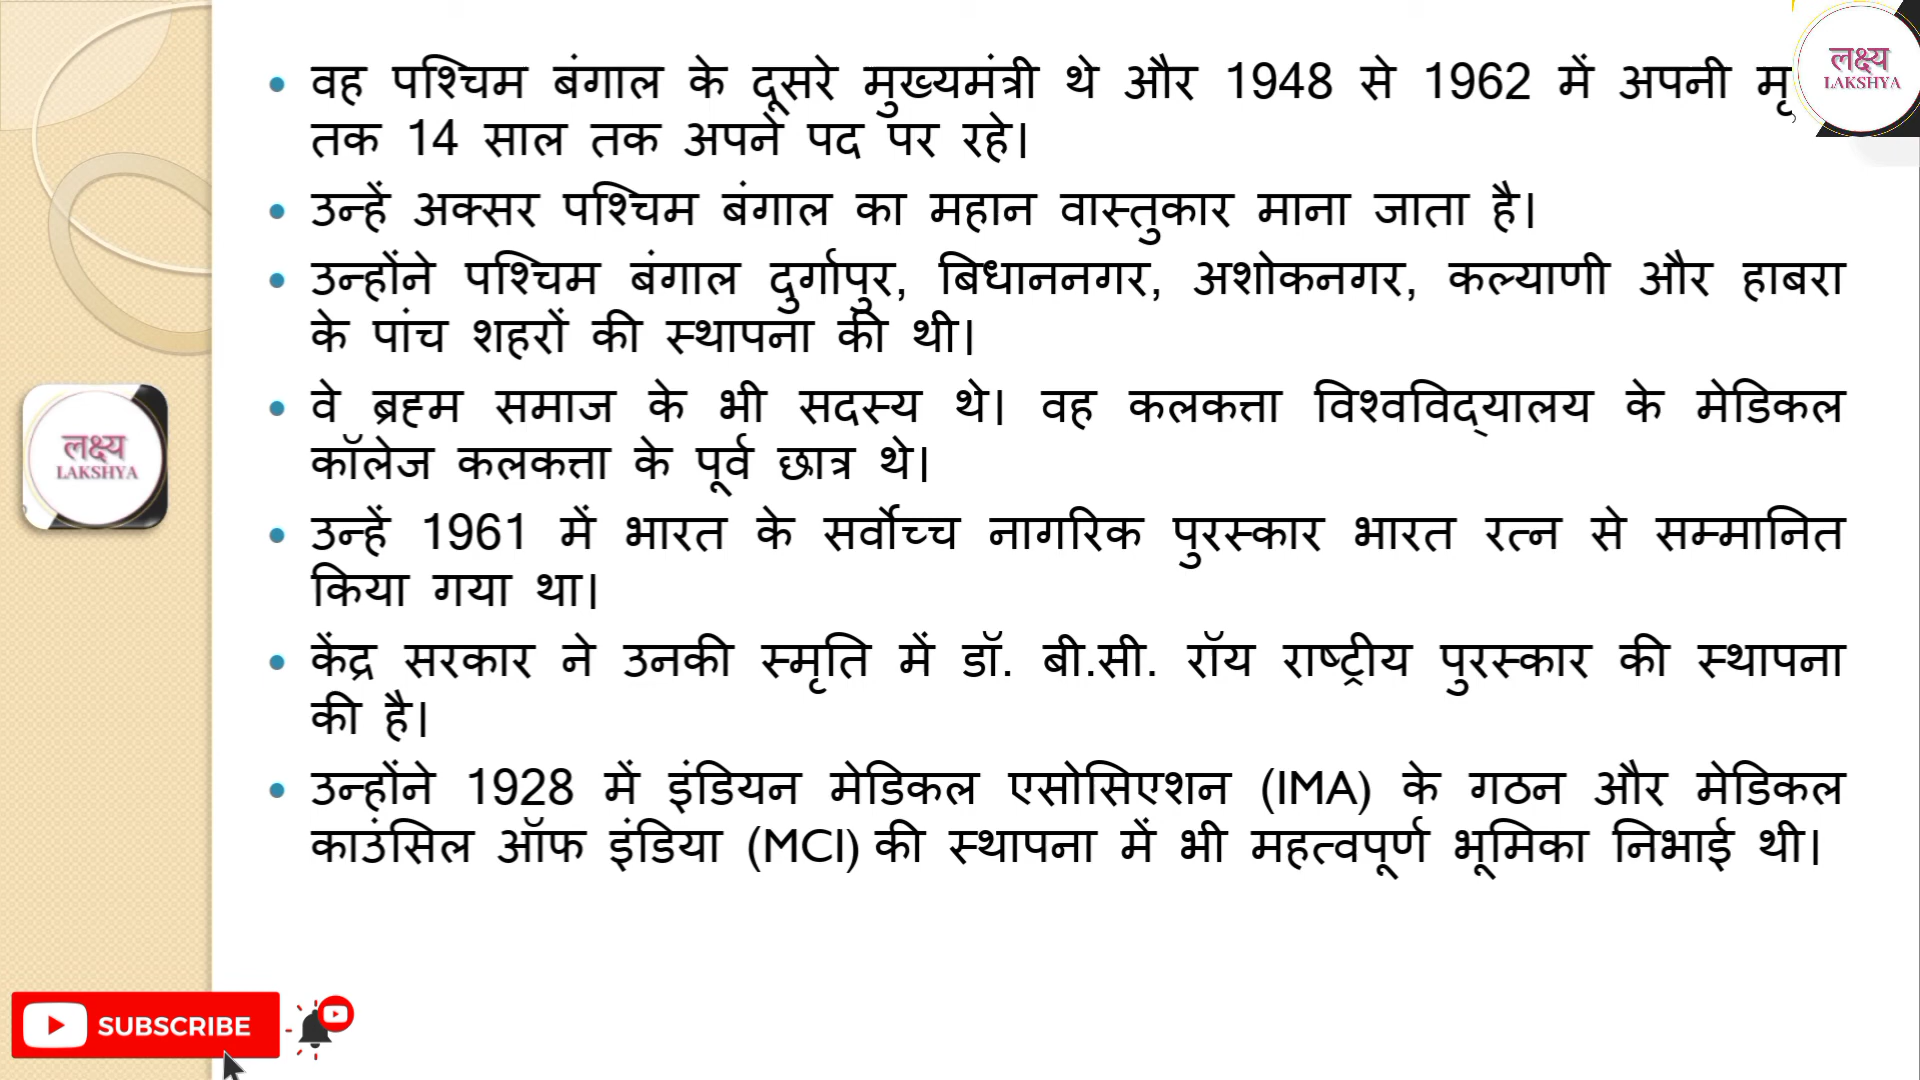 वह पश्चिम बंगाल के दूसरे मुख्यमंत्री थे और 1948 से 1962 में अपनी
तक 14 साल तक अपने पद पर रहे।
उन्हें अक्सर पश्चिम बंगाल का महान वास्तुकार माना जाता है।
उन्होंने पश्चिम बंगाल दुर्गापुर, बिधाननगर, अशोकनगर, कल्याणी और हाबरा
के पांच शहरों की स्थापना की थी।
वे ब्रह्म समाज के भी सदस्य थे। वह कलकत्ता विश्वविद्यालय के मेडिकल
कॉलेज कलकत्ता के पूर्व छात्र थे।
उन्हें 1961 में भारत के सर्वोच्च नागरिक पुरस्कार भारत रत्न से सम्मानित
किया गया था।
केंद्र सरकार ने उनकी स्मृति में डॉ. बी.सी. रॉय राष्ट्रीय पुरस्कार की स्थापना
की है।
उन्होंने 1928 में इंडियन मेडिकल एसोसिएशन (IMA) के गठन और मेडिकल
काउंसिल ऑफ इंडिया (MCI) की स्थापना में भी महत्वपूर्ण भूमिका निभाई थी।
लक्ष्य
LAKSHYA
लक्ष्य
LAKSHYA
SUBSCRIBE